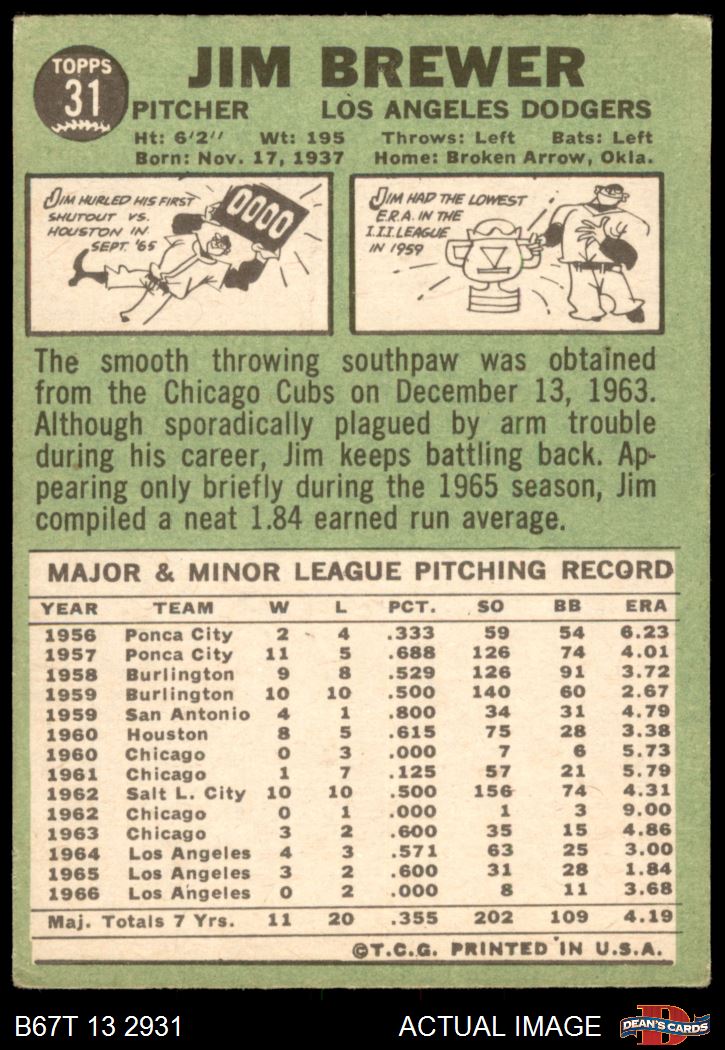 TOPPS
31
JIM BREWER
PITCHER LOS ANGELES DODGERS
Ht: 6'2" Wt: 195 Throws: Left Bats: Left
Born: Nov. 17, 1937 Home: Broken Arrow, Okla.
JIM HURLED HIS FIRST
SHUTOUT VS.
HOUSTON IN
SEPT. '65
0000
JIM HAD THE LOWEST
E.R.A. IN THE
I.I.I. LEAGUE
IN 1959
The smooth throwing southpaw was obtained
from the Chicago Cubs on December 13, 1963.
Although sporadically plagued by arm trouble
during his career, Jim keeps battling back. Ap-
pearing only briefly during the 1965 season, Jim
compiled a neat 1.84 earned run average.
MAJOR & MINOR LEAGUE PITCHING RECORD
YEAR TEAM W L PCT. SO BB ERA
1956 Ponca City 2 4 .333 59 54 6.23
1957 Ponca City 11 5 .688 126 74 4.01
1958 Burlington 9 8 .529 126 91 3.72
1959 Burlington 10 10 .500 140 60 2.67
1959 San Antonio 4 1 .800 34 31 4.79
1960 Houston 8 5 .615 75 28 3.38
1960 Chicago 0 3 .000 7 6 5.73
1961 Chicago 1 7 .125 57 21 5.79
1962 Salt L. City 10 10 .500 156 74 4.31
1962 Chicago 0 1 .000 1 3 9.00
1963 Chicago 3 2 .600 35 15 4.86
1964 Los Angeles 4 3 .571 63 25 3.00
1965 Los Angeles 3 2 .600 31 28 1.84
1966 Los Angeles 0 2 .000 8 11 3.68
Maj. Totals 7 Yrs. 11 20 .355 202 109 4.19
©T.C.G. PRINTED IN U.S.A.
B67T 13 2931 ACTUAL IMAGE
D
DEAN'S CARDS